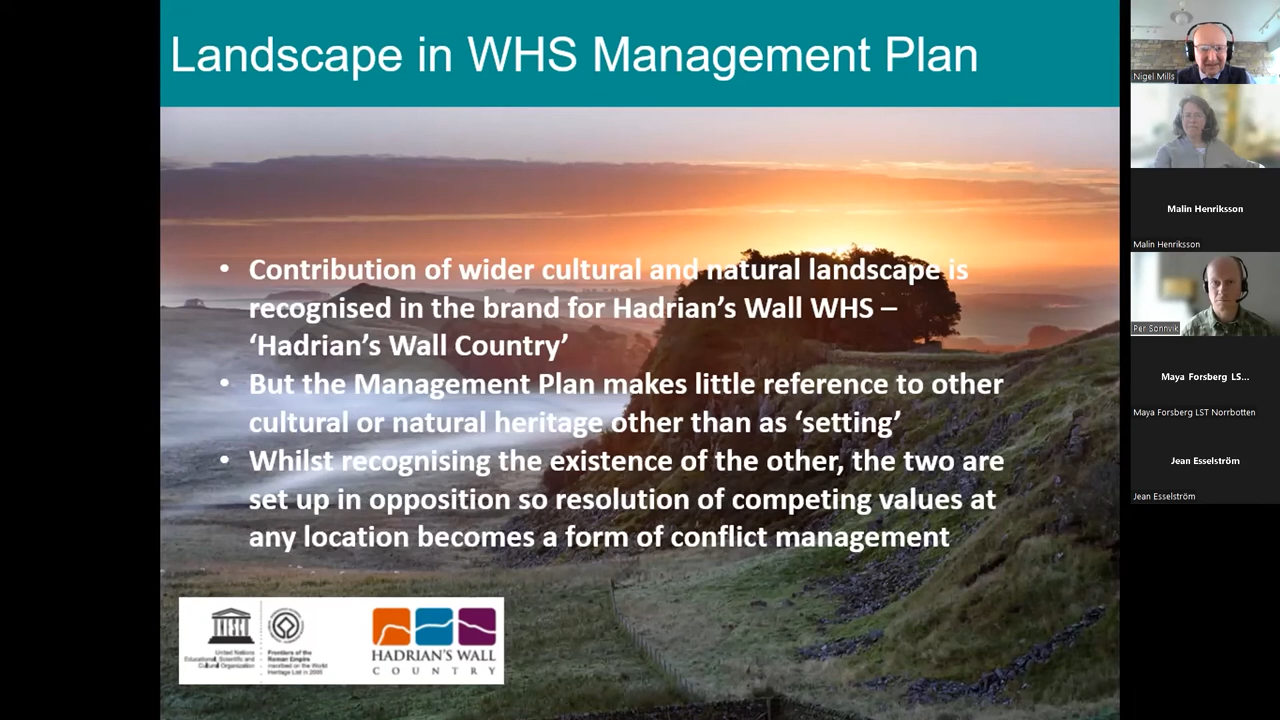 Landscape in WHS Management Plan
• Contribution of wider cultural and natural landscape is
recognised in the brand for Hadrian's Wall WHS –
'Hadrian's Wall Country'
• But the Management Plan makes little reference to other
cultural or natural heritage other than as 'setting'
• Whilst recognising the existence of the other, the two are
set up in opposition so resolution of competing values at
any location becomes a form of conflict management
United Nations
Educational, Scientific and
Cultural Organization
Frontiers of the
Roman Empire
inscribed on the World
Heritage List in 2005
HADRIAN'S WALL
COUNTRY
Nigel Mills
Malin Henriksson
Malin Henriksson
Per Sonnvik
Maya Forsberg LS...
Maya Forsberg LST Norrbotten
Jean Esselström
Jean Esselström